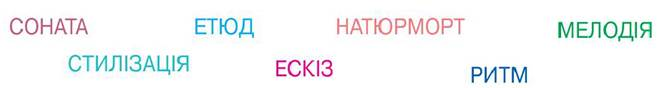 СОНАТА ЕТЮД НАТЮРМОРТ МЕЛОДІЯ
СТИЛІЗАЦІЯ ЕСКІЗ РИТМ